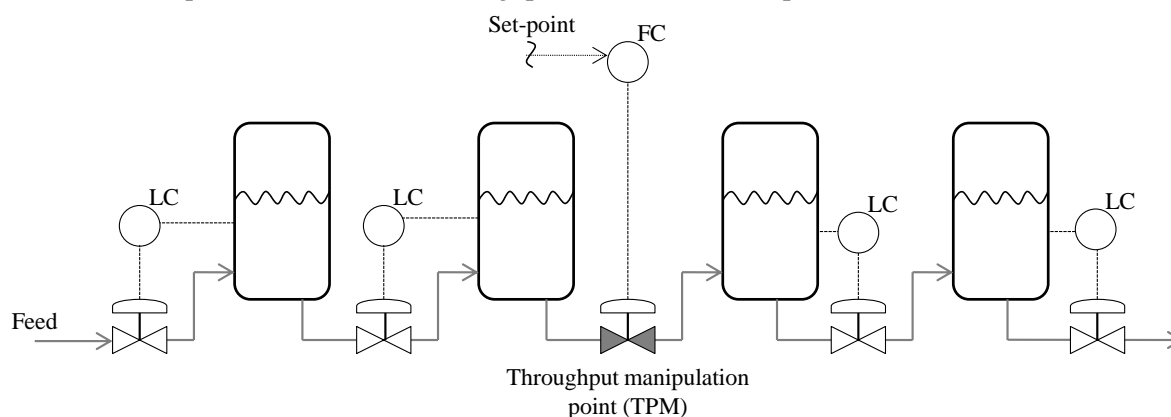 Set-point
FC
LC
LC
LC
LC
Feed
Throughput manipulation
point (TPM)